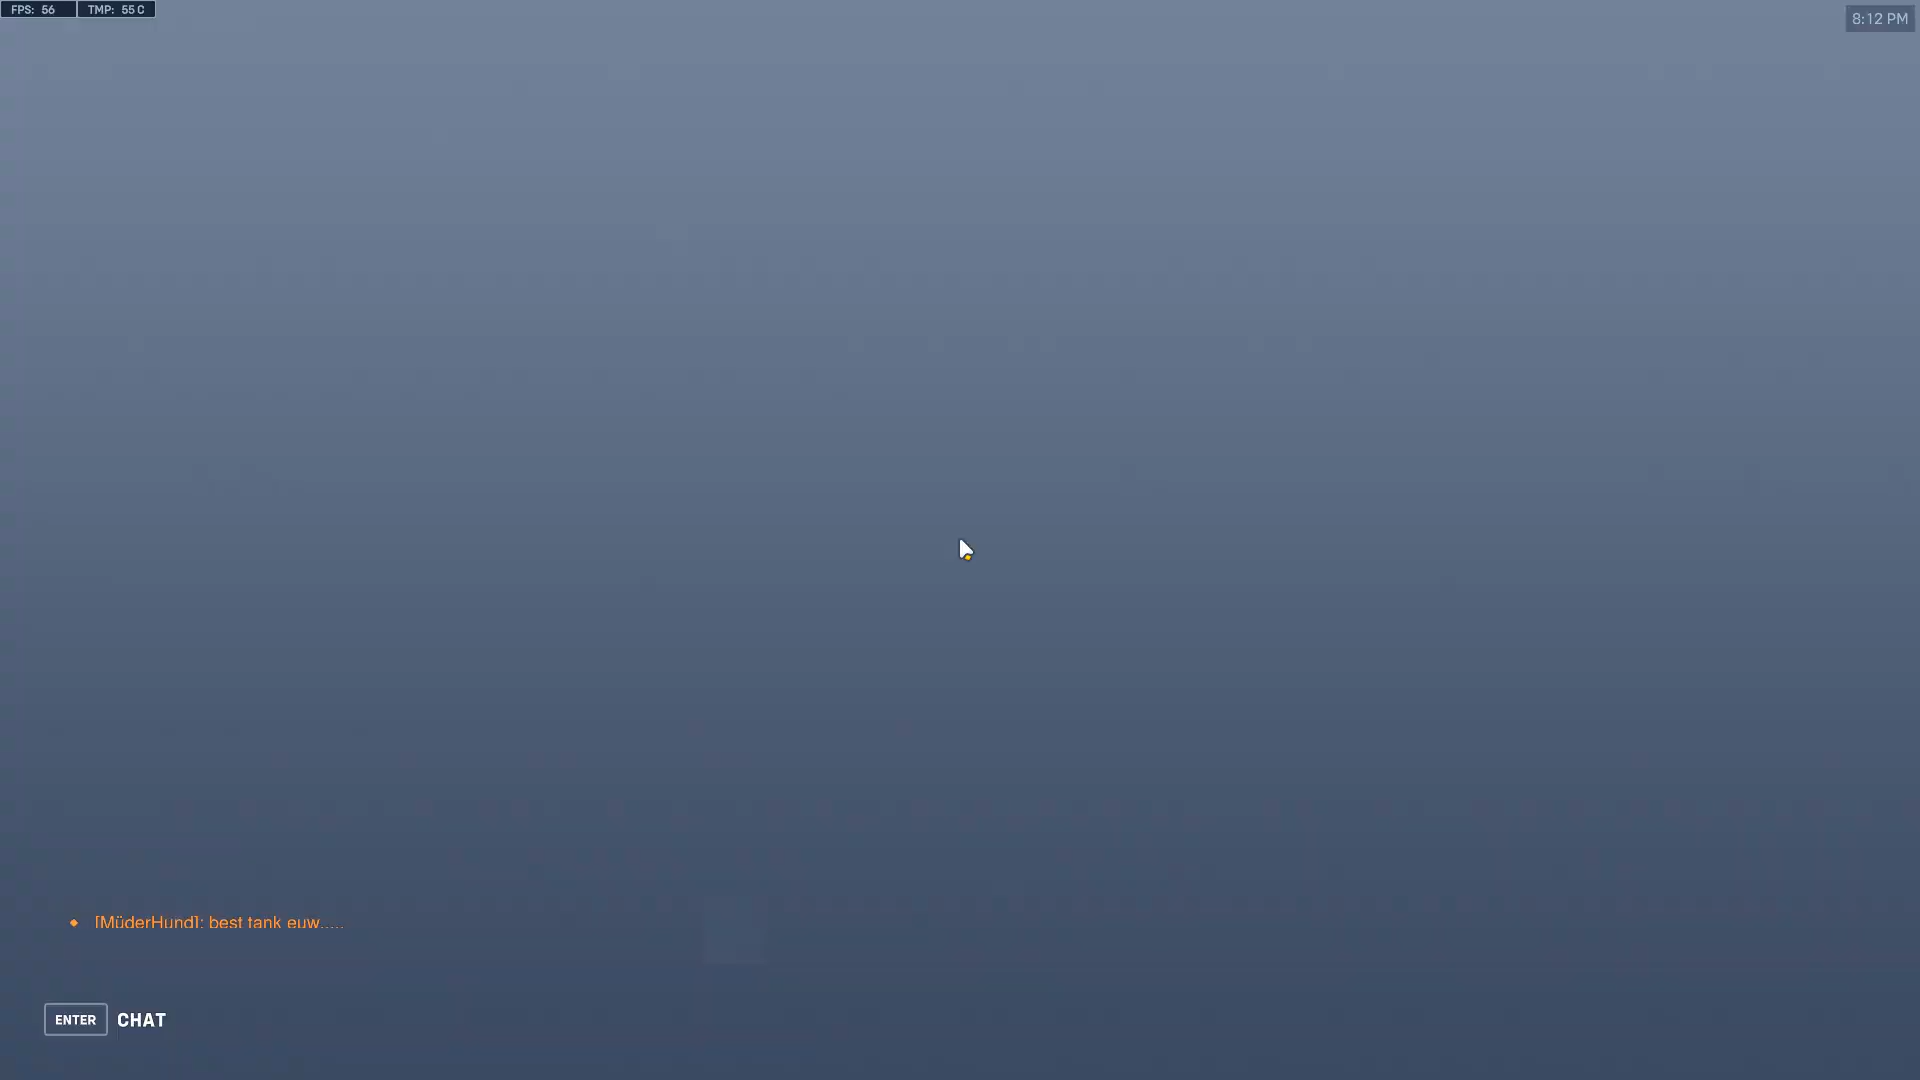 FPS: 56 TMP: 55 C
8:12 PM
[MüderHund]: best tank euw.....
ENTER CHAT